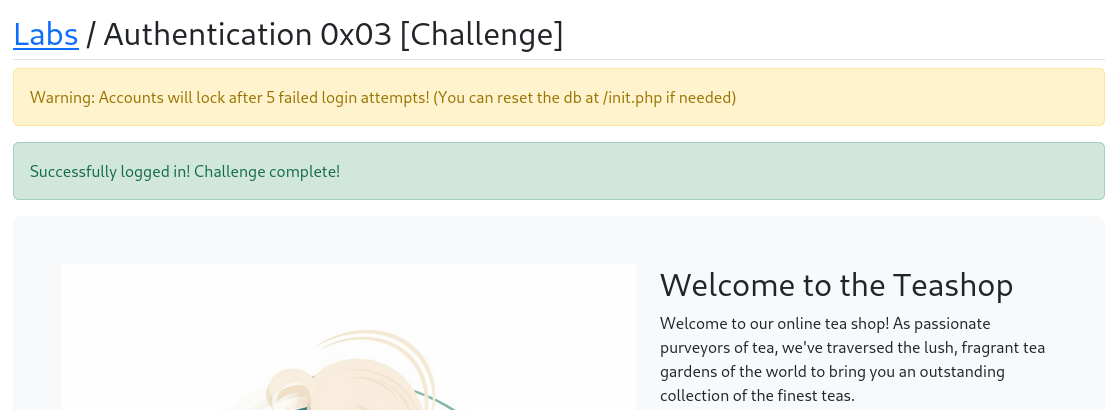 Labs / Authentication 0x03 [Challenge]
Warning: Accounts will lock after 5 failed login attempts! (You can reset the db at /init.php if needed)
Successfully logged in! Challenge complete!
Welcome to the Teashop
Welcome to our online tea shop! As passionate
purveyors of tea, we've traversed the lush, fragrant tea
gardens of the world to bring you an outstanding
collection of the finest teas.